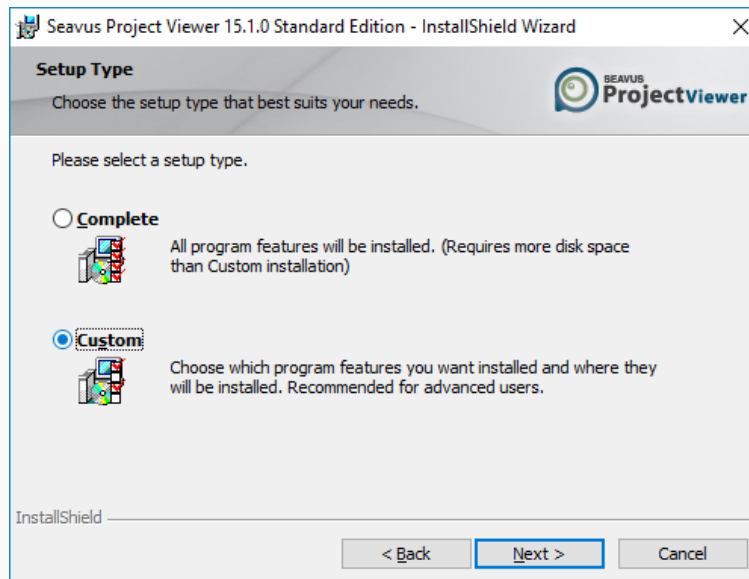 Seavus Project Viewer 15.1.0 Standard Edition - InstallShield Wizard
Setup Type
Choose the setup type that best suits your needs.
SEAVUS
ProjectViewer
Please select a setup type.
Complete
All program features will be installed. (Requires more disk space
than Custom installation)
Custom
Choose which program features you want installed and where they
will be installed. Recommended for advanced users.
InstallShield
< Back
Next >
Cancel